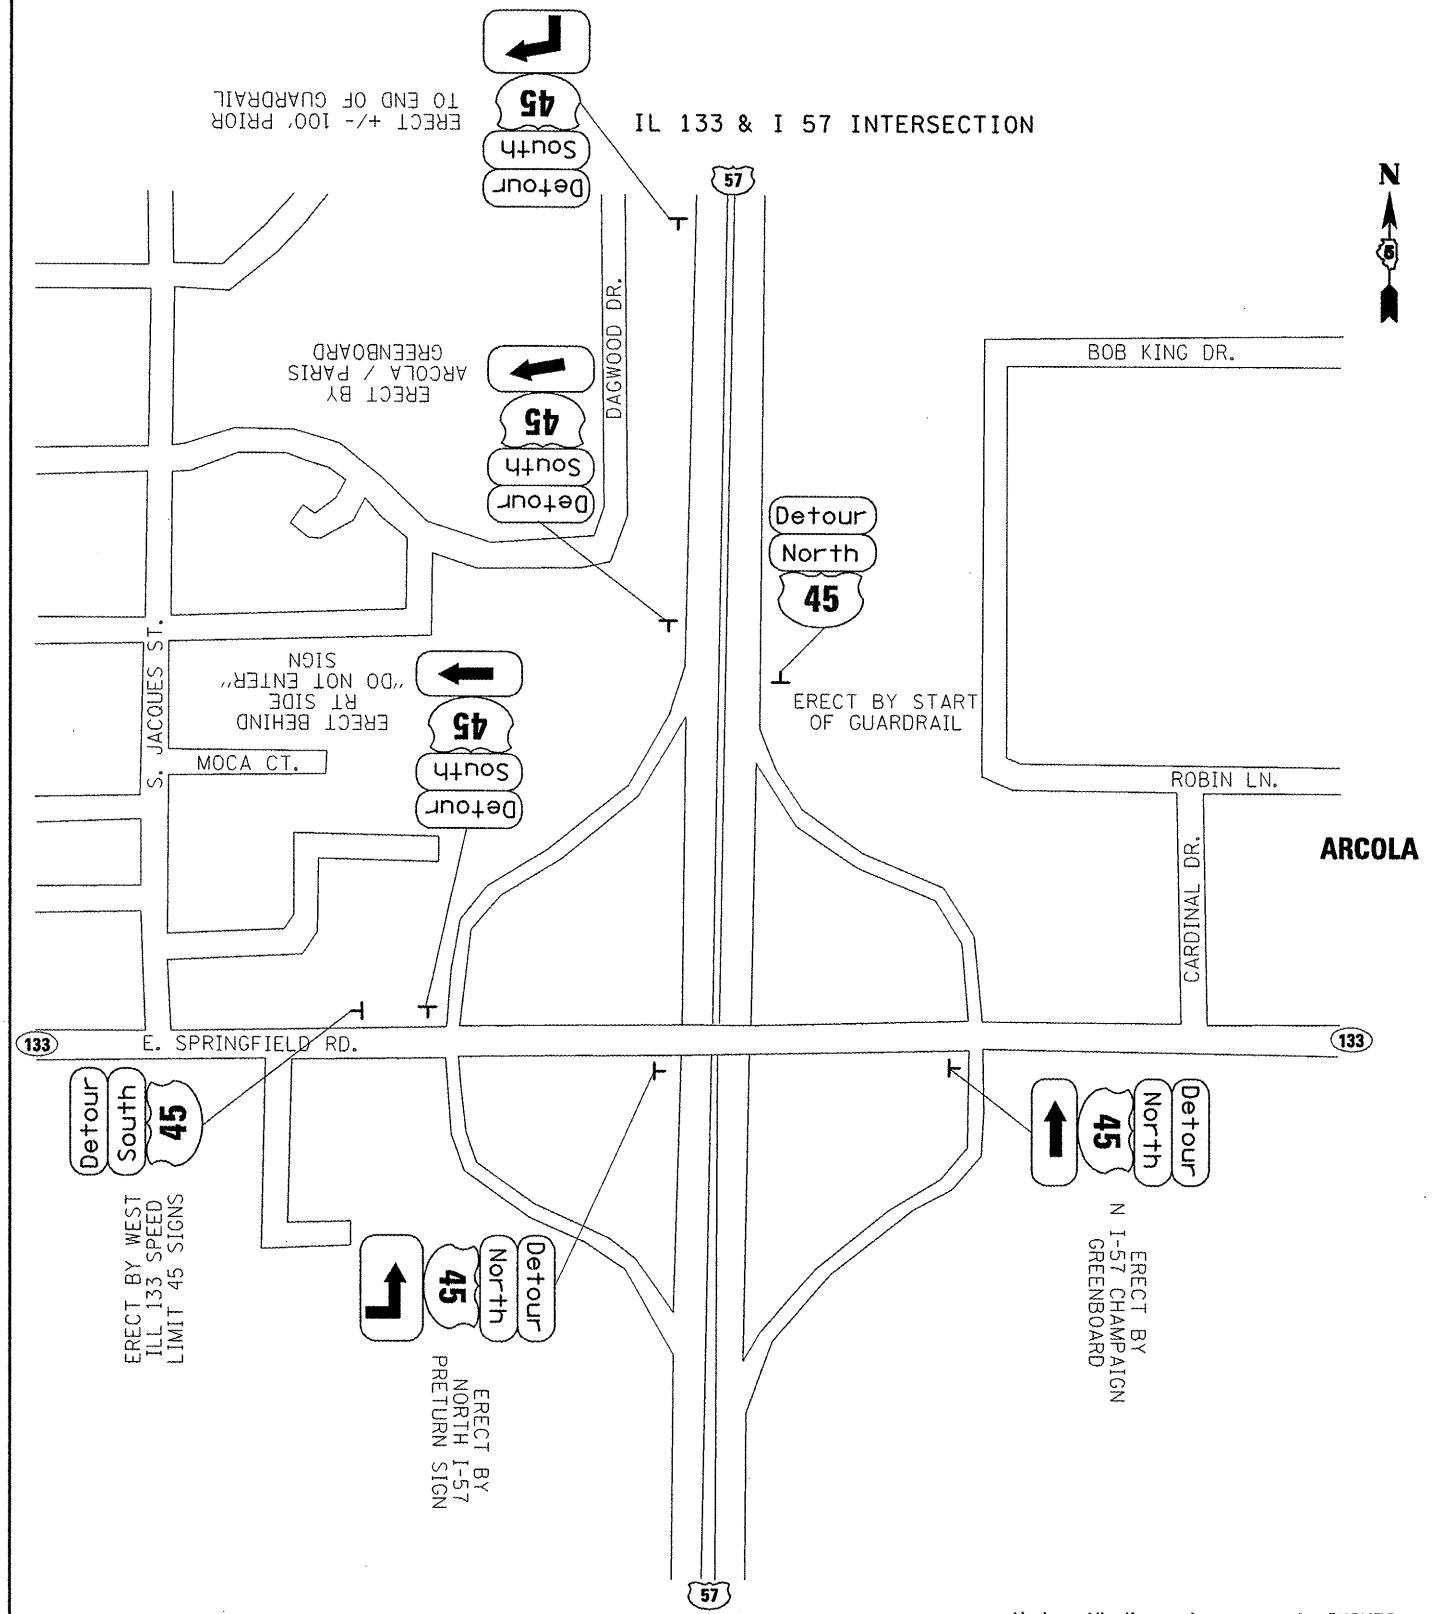 45
South
Detour
ERECT +/- 100' PRIOR
TO END OF GUARDRAIL
IL 133 & I 57 INTERSECTION
57
N
5
DAGWOOD DR.
BOB KING DR.
45
South
Detour
ERECT BY
ARCOLA / PARIS
GREENBOARD
Detour
North
45
ERECT BY START
OF GUARDRAIL
45
South
Detour
ERECT BEHIND
RT SIDE
"DO NOT ENTER"
SIGN
S. JACQUES ST.
MOCA CT.
ROBIN LN.
CARDINAL DR.
ARCOLA
133
E. SPRINGFIELD RD.
133
Detour
South
45
ERECT BY WEST
ILL 133 SPEED
LIMIT 45 SIGNS
Detour
North
45
ERECT BY
NORTH I-57
PRETURN SIGN
Detour
North
45
ERECT BY
N I-57 CHAMPAIGN
GREENBOARD
57